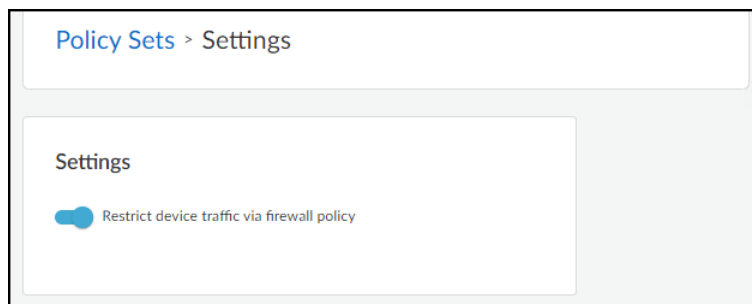 Policy Sets > Settings
Settings
Restrict device traffic via firewall policy